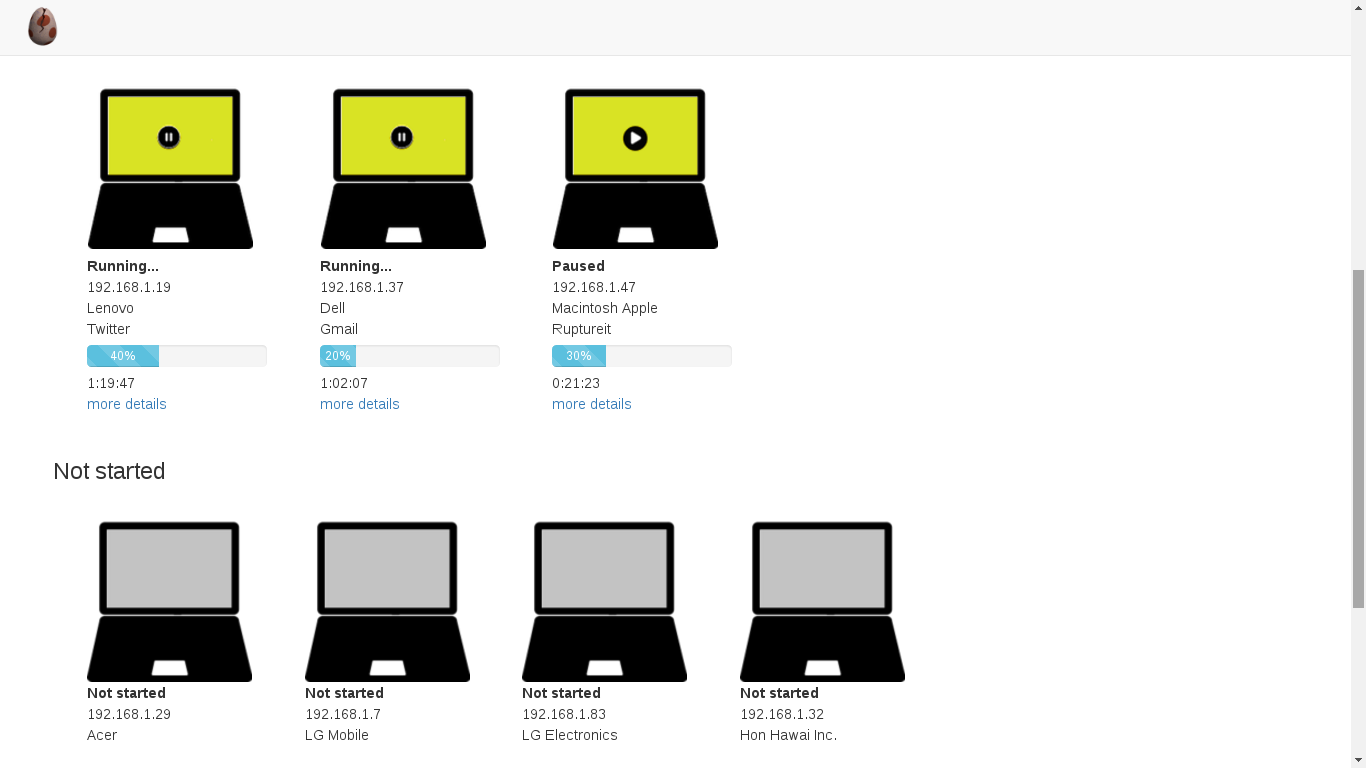 Running...
192.168.1.19
Lenovo
Twitter
40%
1:19:47
more details
Running...
192.168.1.37
Dell
Gmail
20%
1:02:07
more details
Paused
192.168.1.47
Macintosh Apple
Ruptureit
30%
0:21:23
more details
Not started
Not started
192.168.1.29
Acer
Not started
192.168.1.7
LG Mobile
Not started
192.168.1.83
LG Electronics
Not started
192.168.1.32
Hon Hawai Inc.